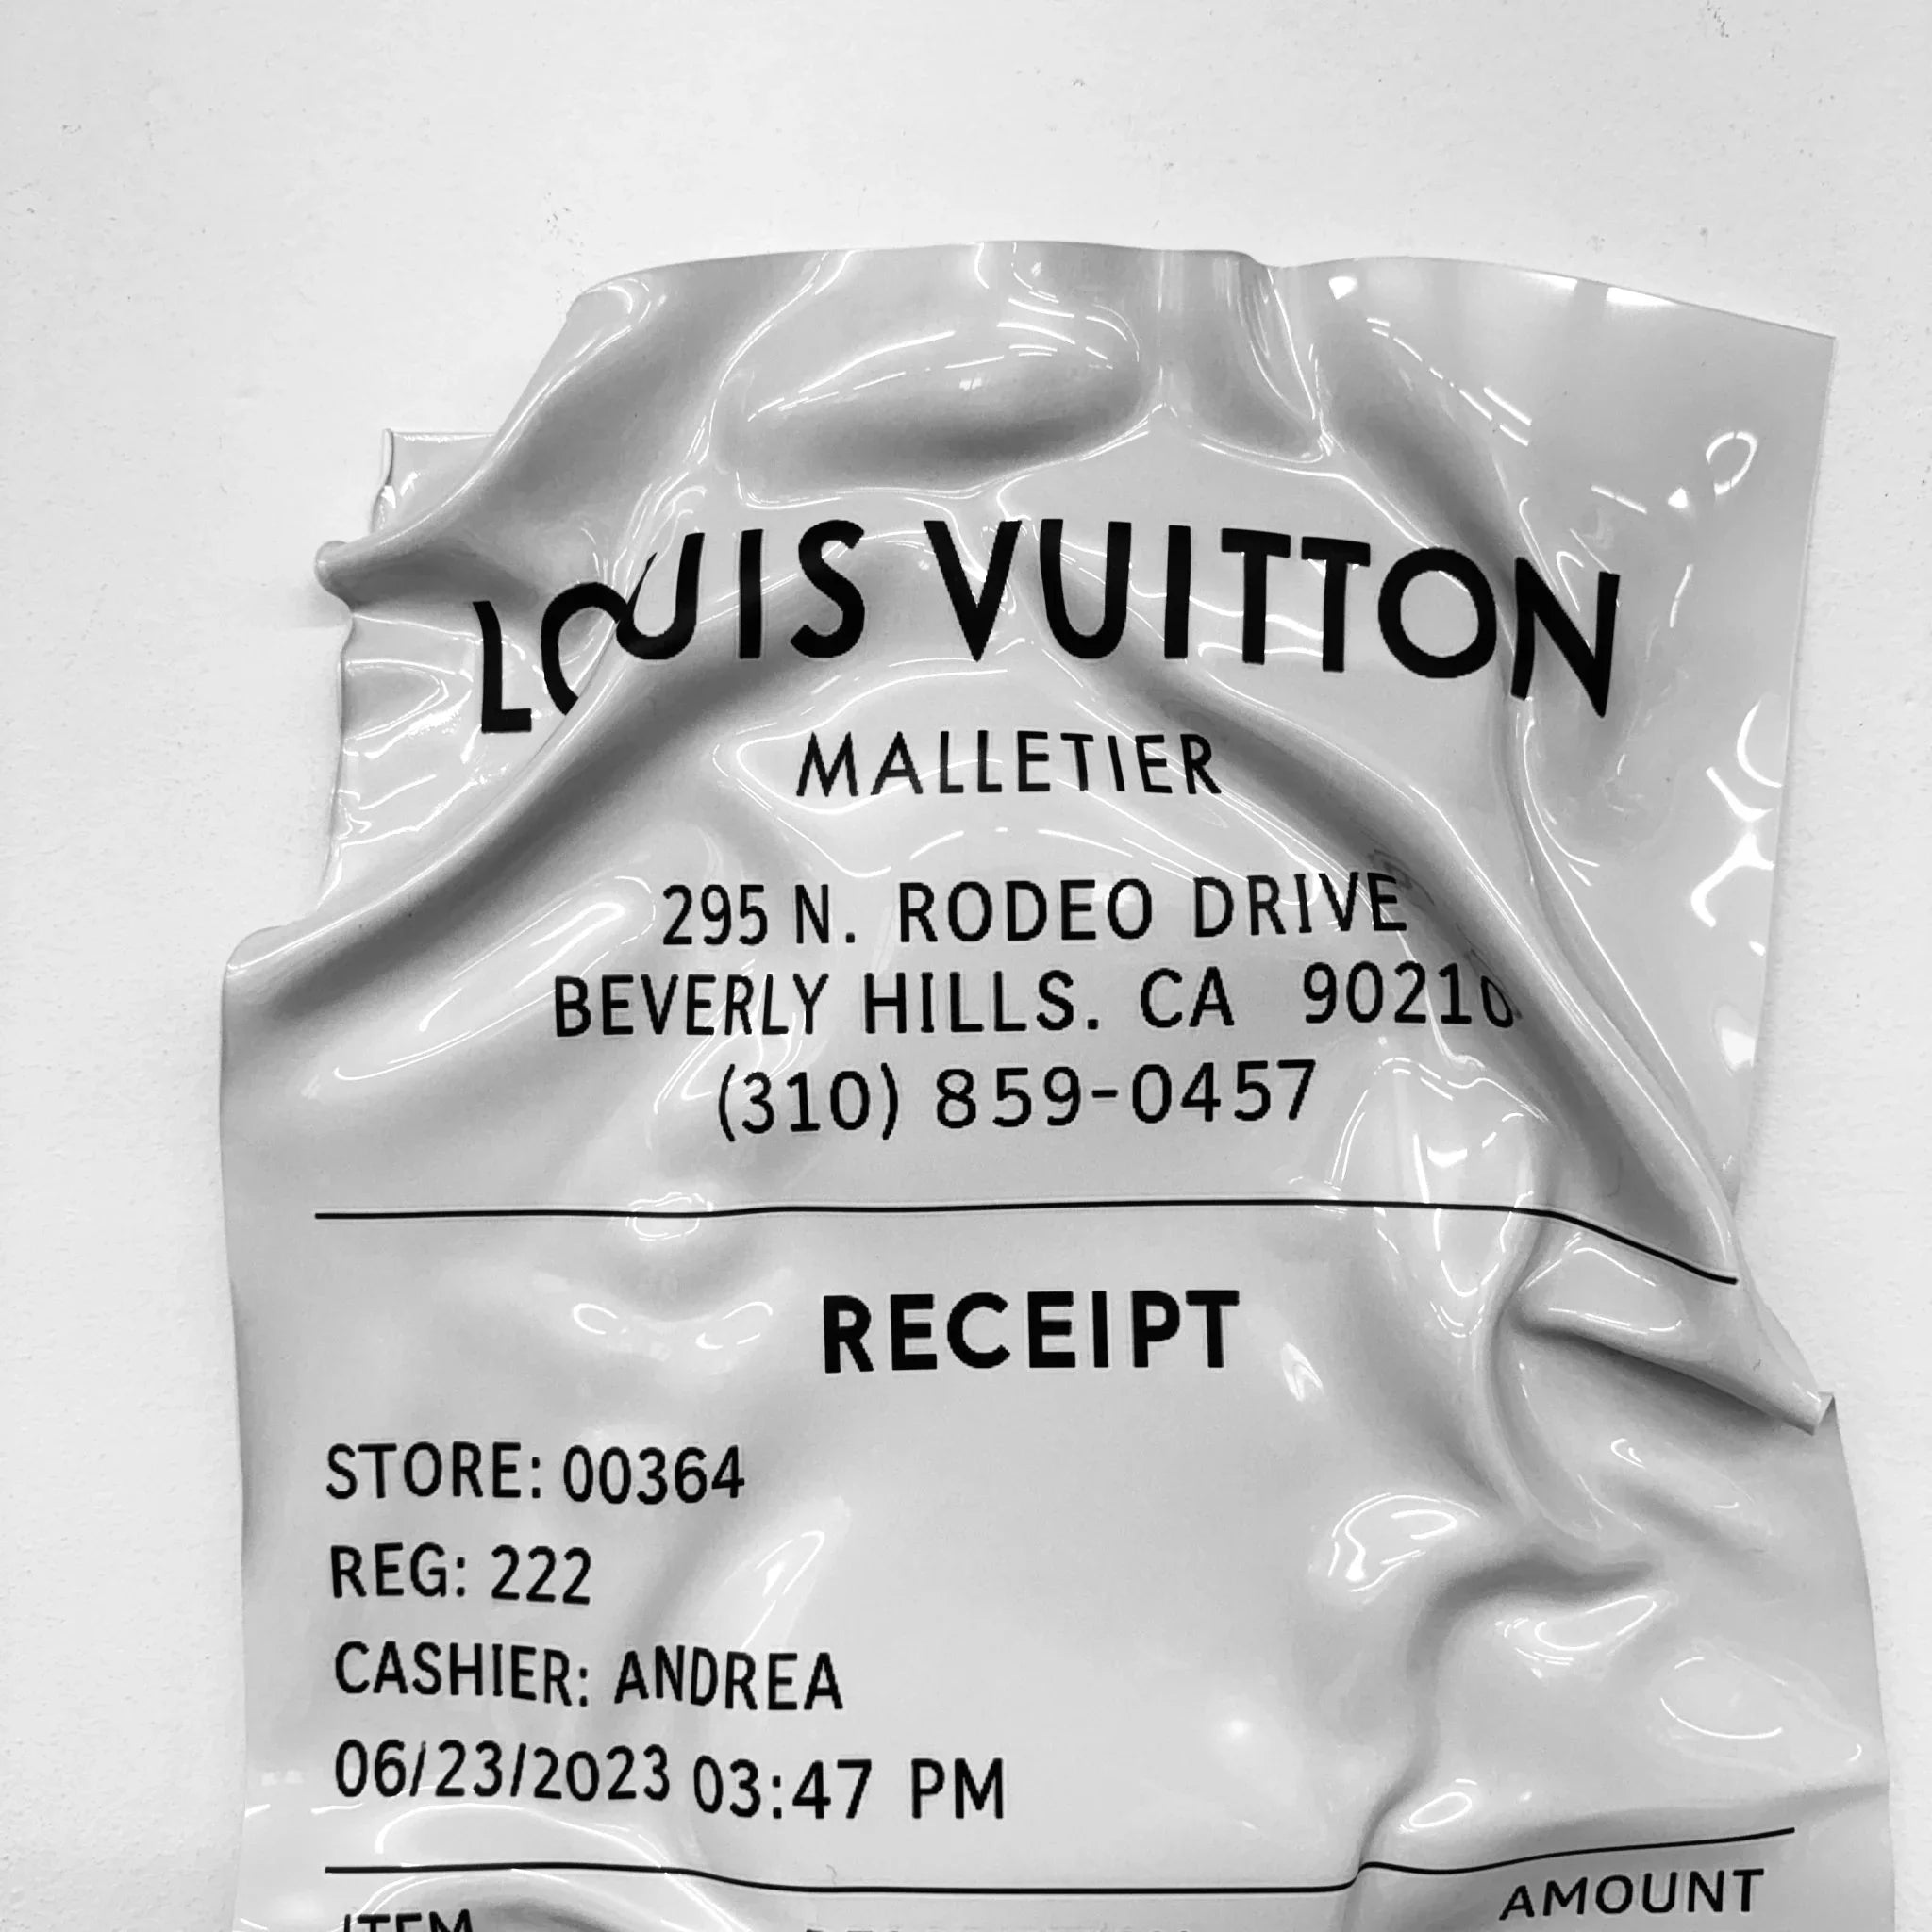 LOUIS VUITTON
MALLETIER
295 N. RODEO DRIVE
BEVERLY HILLS. CA 90210
(310) 859-0457
RECEIPT
STORE: 00364
REG: 222
CASHIER: ANDREA
06/23/2023 03:47 PM
ITEM AMOUNT